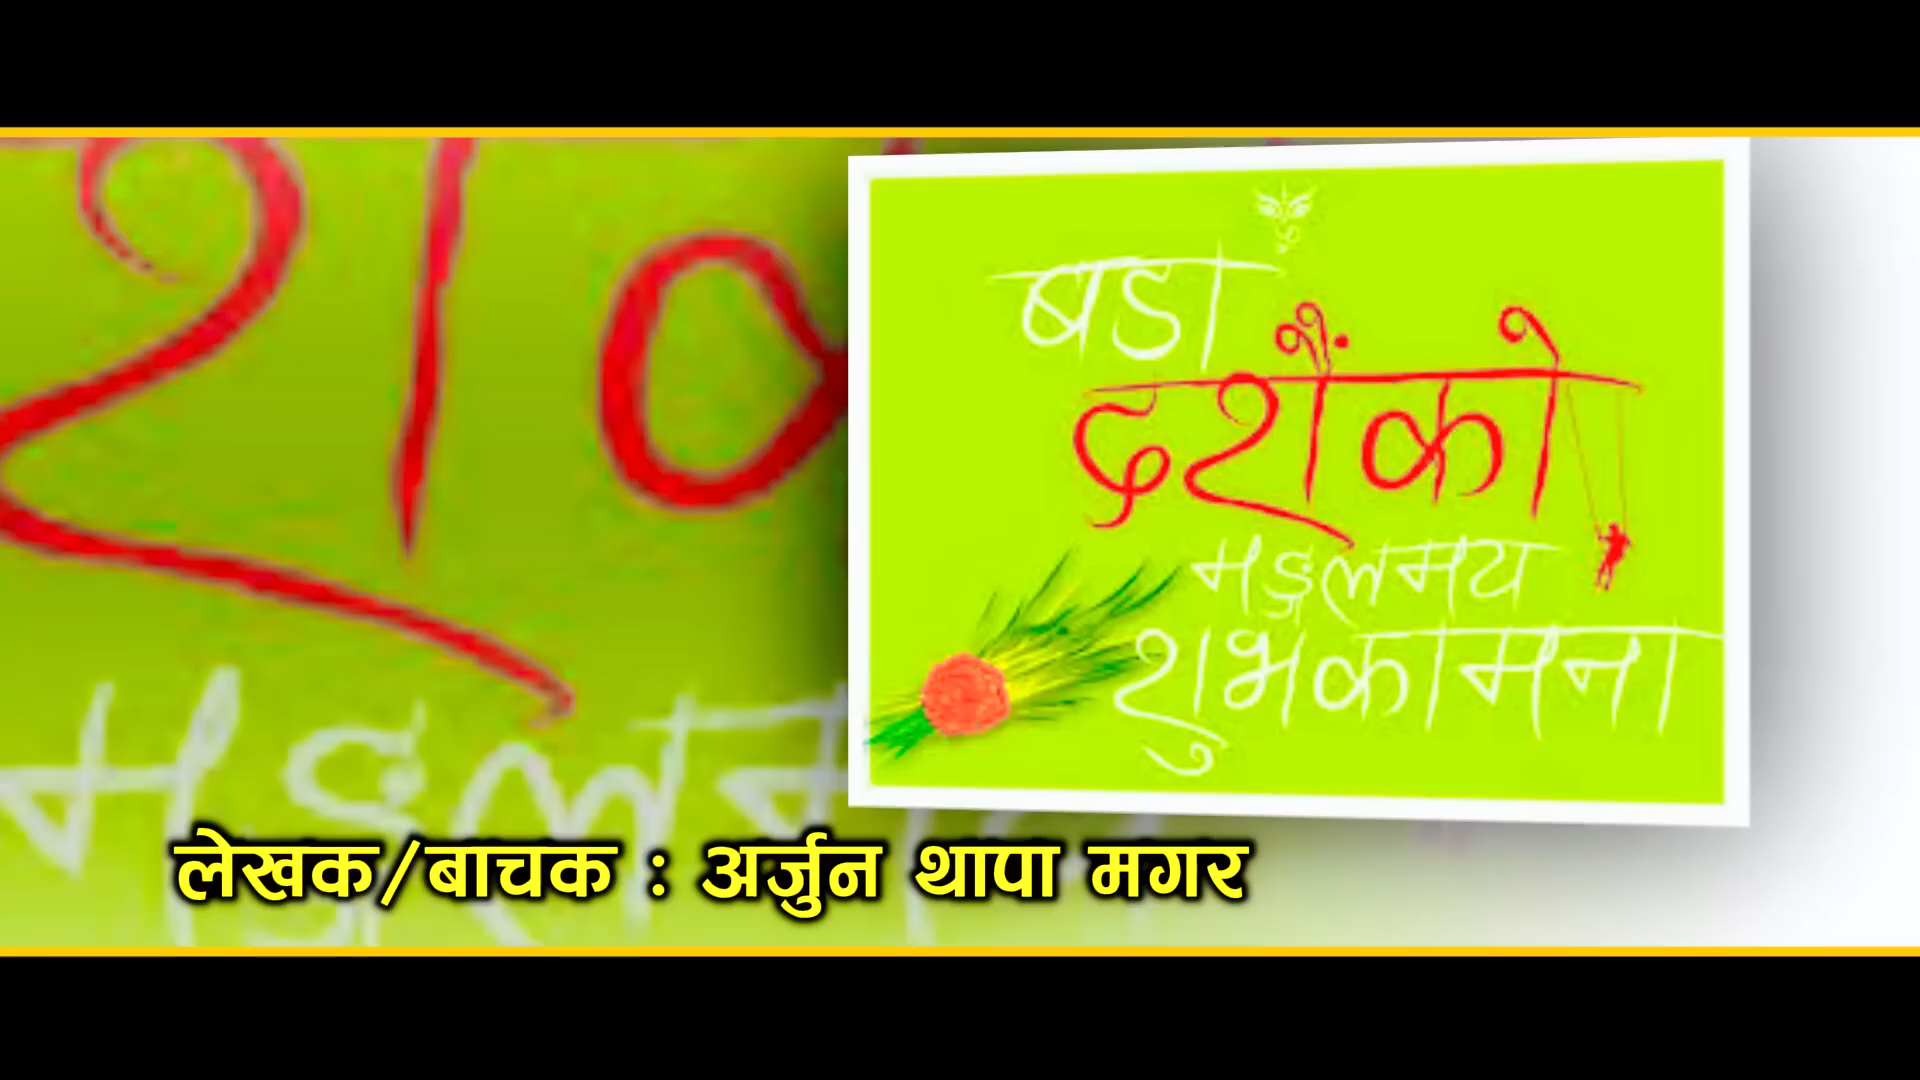 बडा
दशैंको
मङ्गलमय
शुभकामना
लेखक/बाचक : अर्जुन थापा मगर